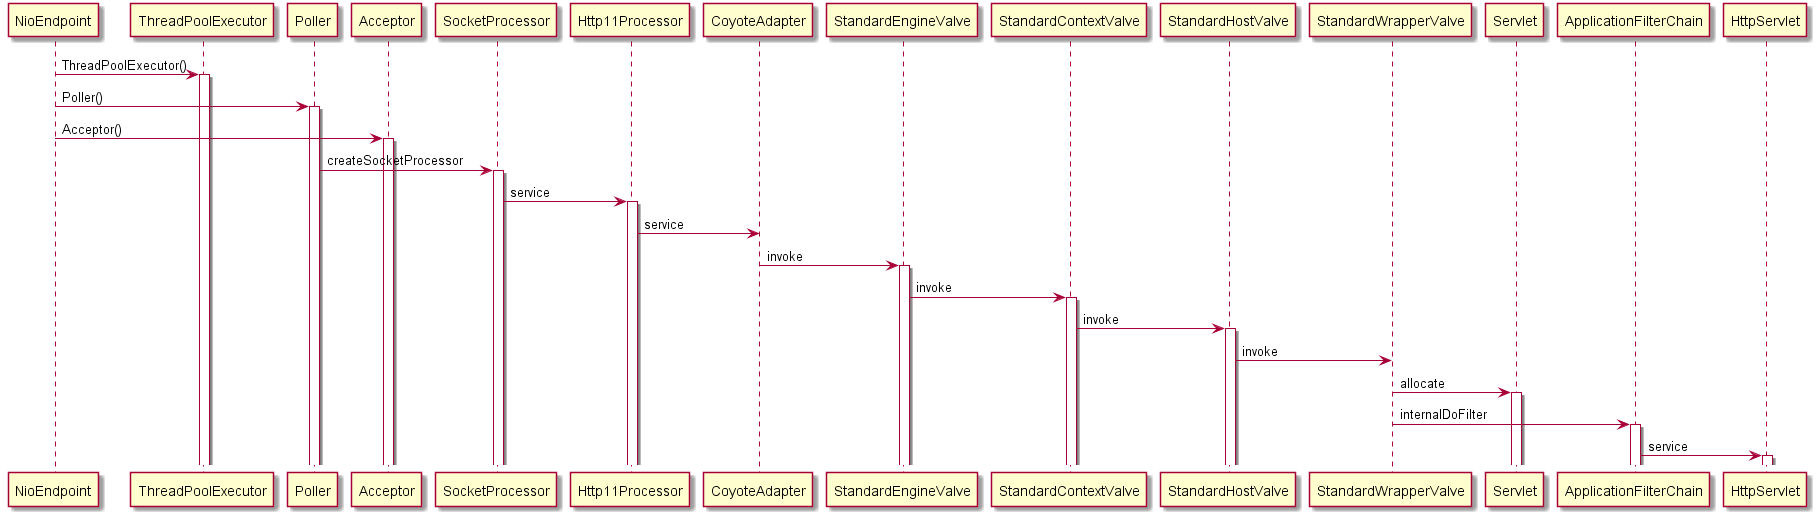 NioEndpoint ThreadPoolExecutor Poller Acceptor SocketProcessor Http11Processor CoyoteAdapter StandardEngineValve StandardContextValve StandardHostValve StandardWrapperValve Servlet ApplicationFilterChain HttpServlet
ThreadPoolExecutor()
Poller()
Acceptor()
createSocketProcessor
service
service
invoke
invoke
invoke
invoke
allocate
internalDoFilter
service
NioEndpoint ThreadPoolExecutor Poller Acceptor SocketProcessor Http11Processor CoyoteAdapter StandardEngineValve StandardContextValve StandardHostValve StandardWrapperValve Servlet ApplicationFilterChain HttpServlet